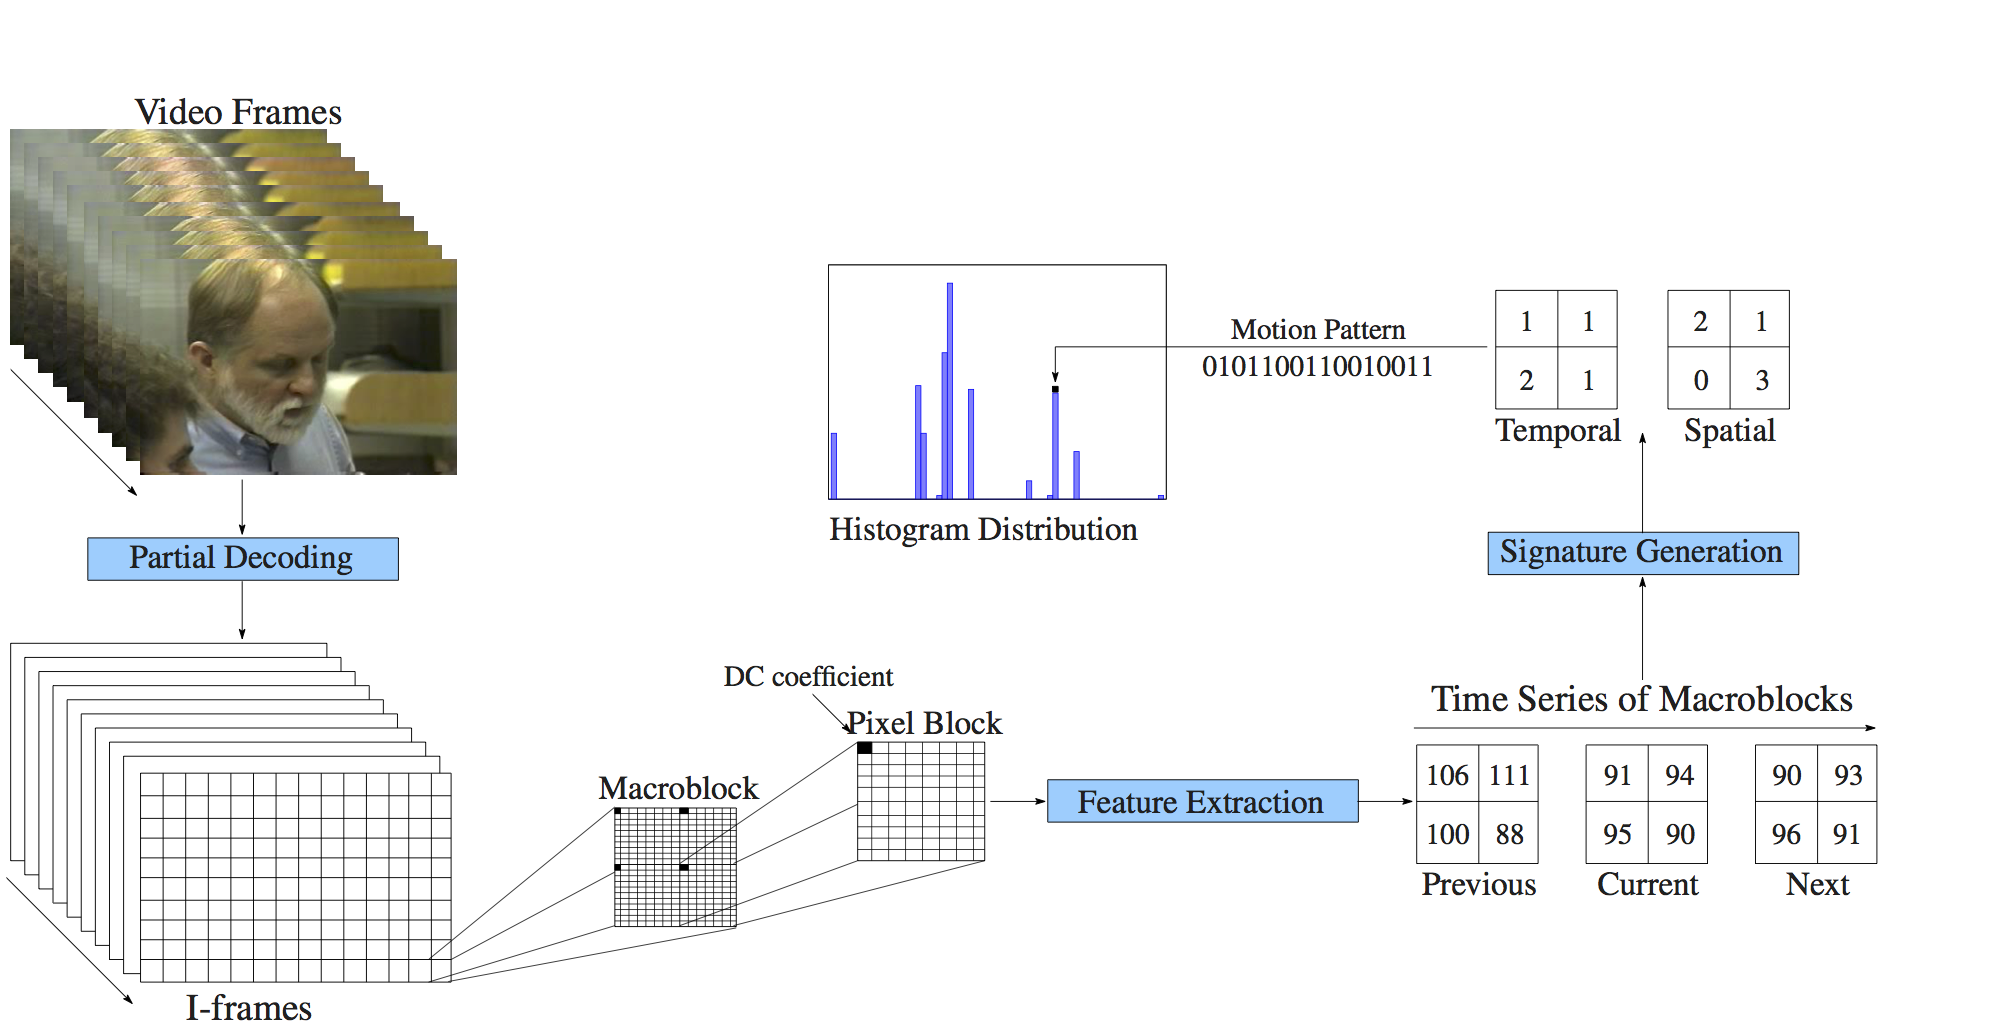 Video Frames
Partial Decoding
I-frames
Macroblock
DC coefficient
Pixel Block
Feature Extraction
Time Series of Macroblocks
106 111
100 88
Previous
91 94
95 90
Current
90 93
96 91
Next
Signature Generation
1 1
2 1
Temporal
2 1
0 3
Spatial
Motion Pattern
0101100110010011
Histogram Distribution